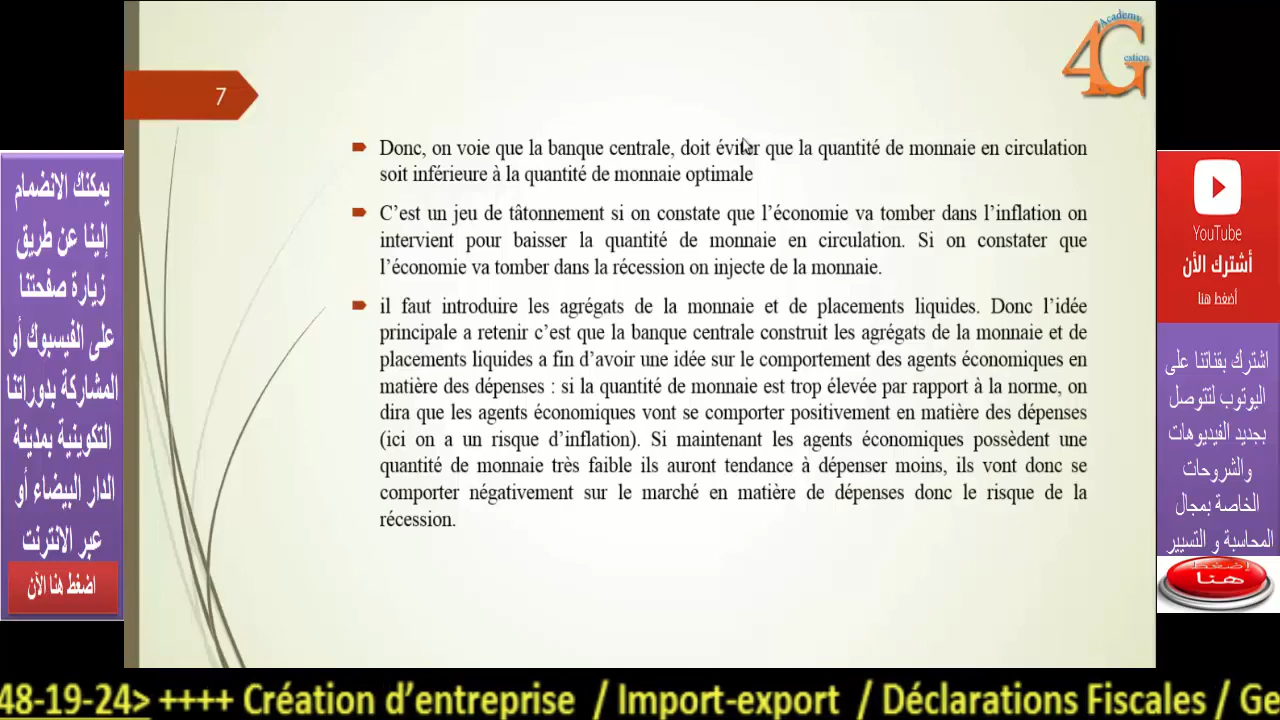 Academy
4G
estion
7
Donc, on voie que la banque centrale, doit éviter que la quantité de monnaie en circulation
soit inférieure à la quantité de monnaie optimale
C'est un jeu de tâtonnement si on constate que l'économie va tomber dans l'inflation on
intervient pour baisser la quantité de monnaie en circulation. Si on constater que
l'économie va tomber dans la récession on injecte de la monnaie.
il faut introduire les agrégats de la monnaie et de placements liquides. Donc l'idée
principale a retenir c'est que la banque centrale construit les agrégats de la monnaie et de
placements liquides a fin d'avoir une idée sur le comportement des agents économiques en
matière des dépenses : si la quantité de monnaie est trop élevée par rapport à la norme, on
dira que les agents économiques vont se comporter positivement en matière des dépenses
(ici on a un risque d'inflation). Si maintenant les agents économiques possèdent une
quantité de monnaie très faible ils auront tendance à dépenser moins, ils vont donc se
comporter négativement sur le marché en matière de dépenses donc le risque de la
récession.
يمكنك الانضمام
إلينا عن طريق
زيارة صفحتنا
على الفيسبوك أو
المشاركة بدوراتنا
التكوينية بمدينة
الدار البيضاء أو
عبر الانترنت
اضغط هنا الآن
YouTube
أشترك الأن
أضغط هنا
اشترك بقناتنا على
اليوتوب لتتوصل
بجديد الفيديوهات
والشروحات
الخاصة بمجال
المحاسبة و التسيير
إضغط
هنا
48-19-24> ++++ Création d'entreprise / Import-export / Déclarations Fiscales / Ge